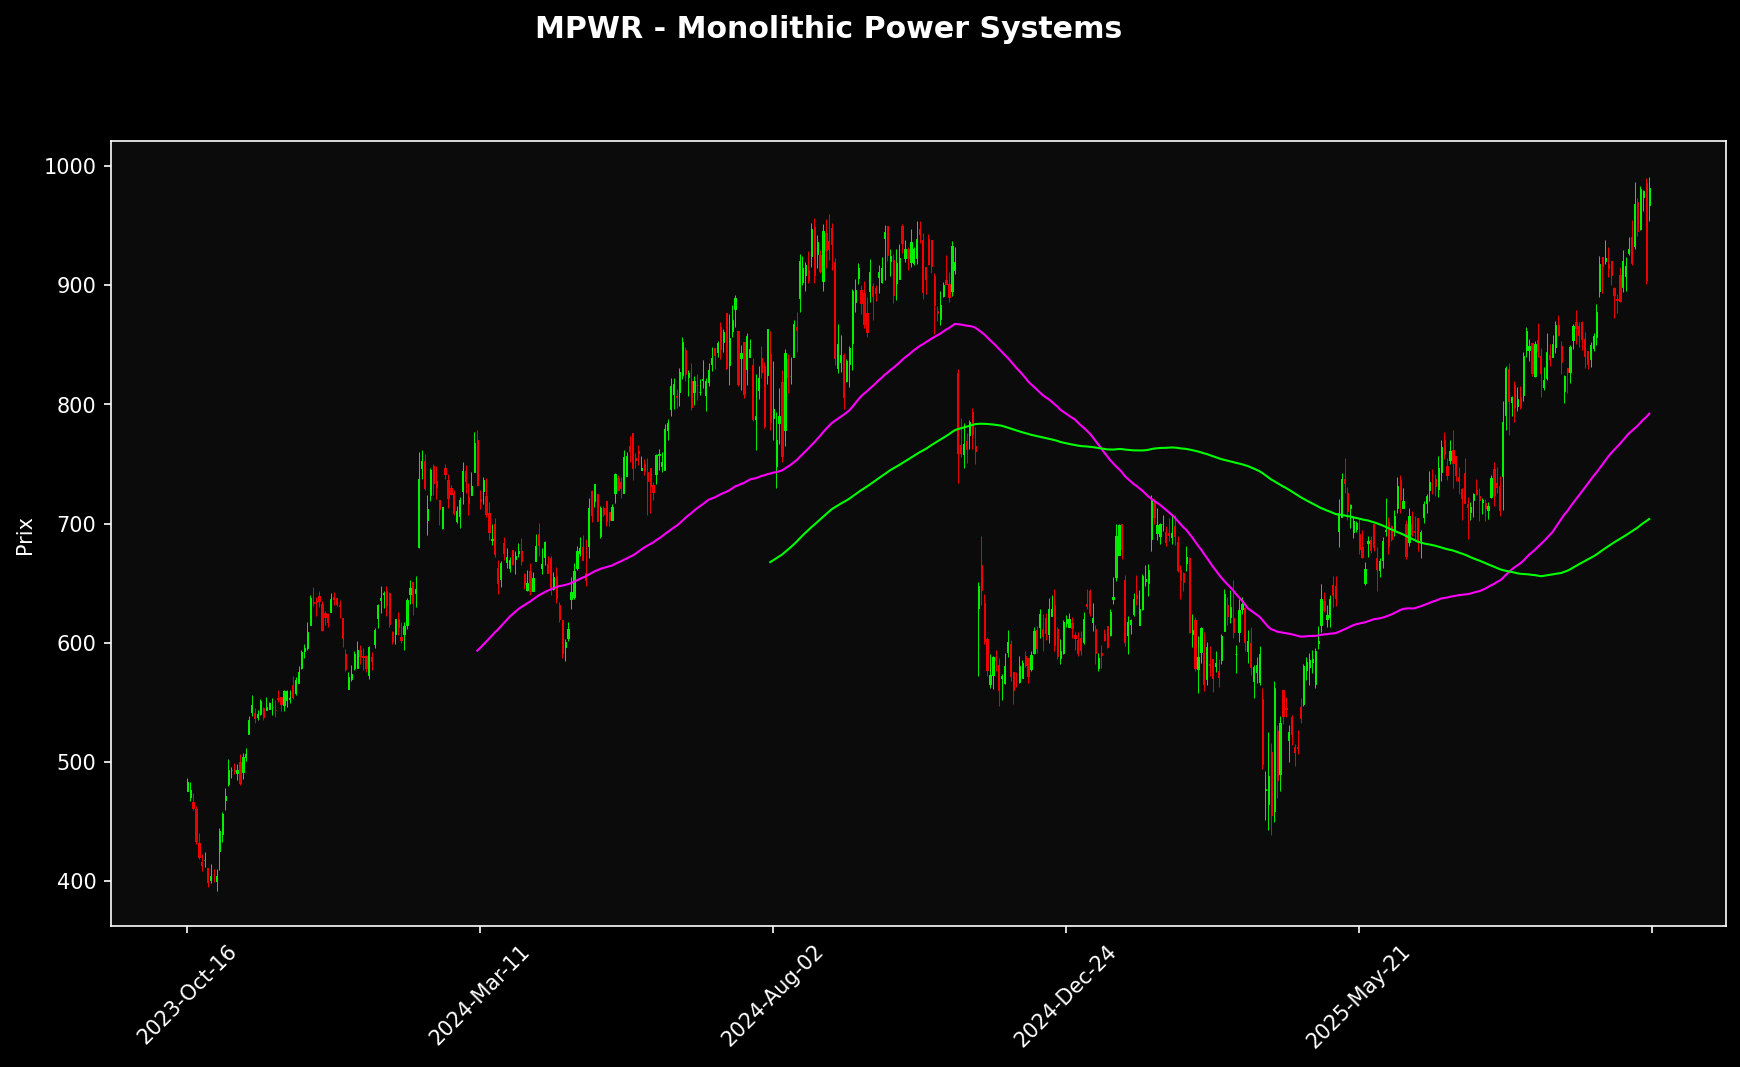 MPWR - Monolithic Power Systems
1000
900
800
700
600
500
400
Prix
2023-Oct-16
2024-Mar-11
2024-Aug-02
2024-Dec-24
2025-May-21